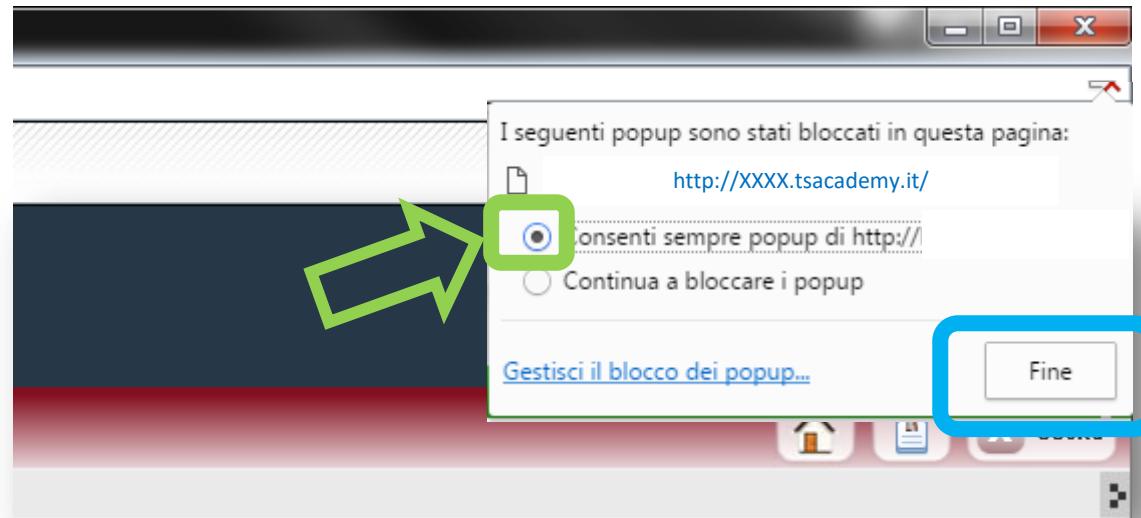 I seguenti popup sono stati bloccati in questa pagina:
http://XXXX.tsacademy.it/
Consenti sempre popup di http://
Continua a bloccare i popup
Gestisci il blocco dei popup...
Fine